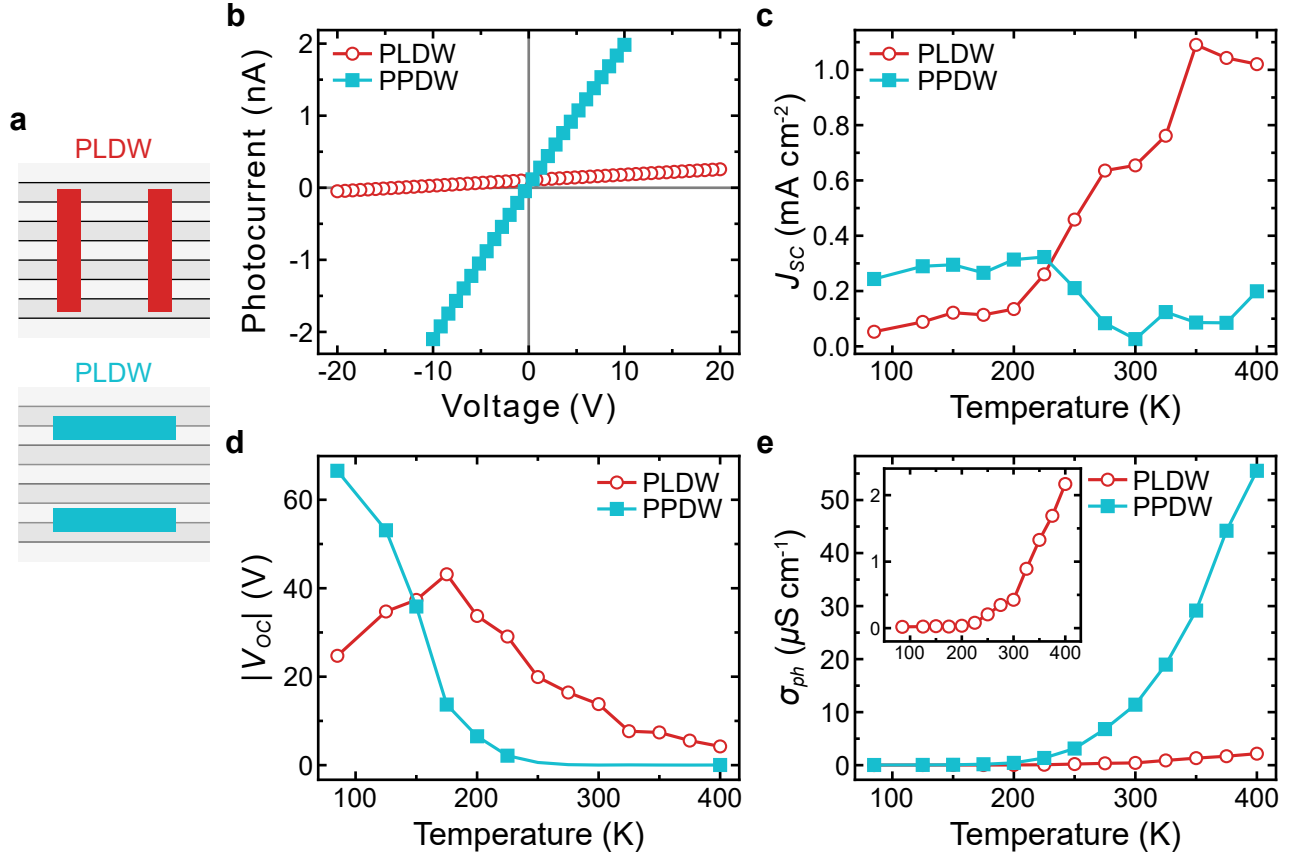 a
PLDW
PLDW
b
PLDW
PPDW
Photocurrent (nA)
2
1
0
-1
-2
-20
-10
0
10
20
Voltage (V)
c
PLDW
PPDW
J_SC (mA cm⁻²)
1.0
0.8
0.6
0.4
0.2
0.0
100
200
300
400
Temperature (K)
d
PLDW
PPDW
|V_OC| (V)
60
40
20
0
100
200
300
400
Temperature (K)
e
PLDW
PPDW
σ_ph (µS cm⁻¹)
50
40
30
20
10
0
2
1
0
100
200
300
400
100
200
300
400
Temperature (K)